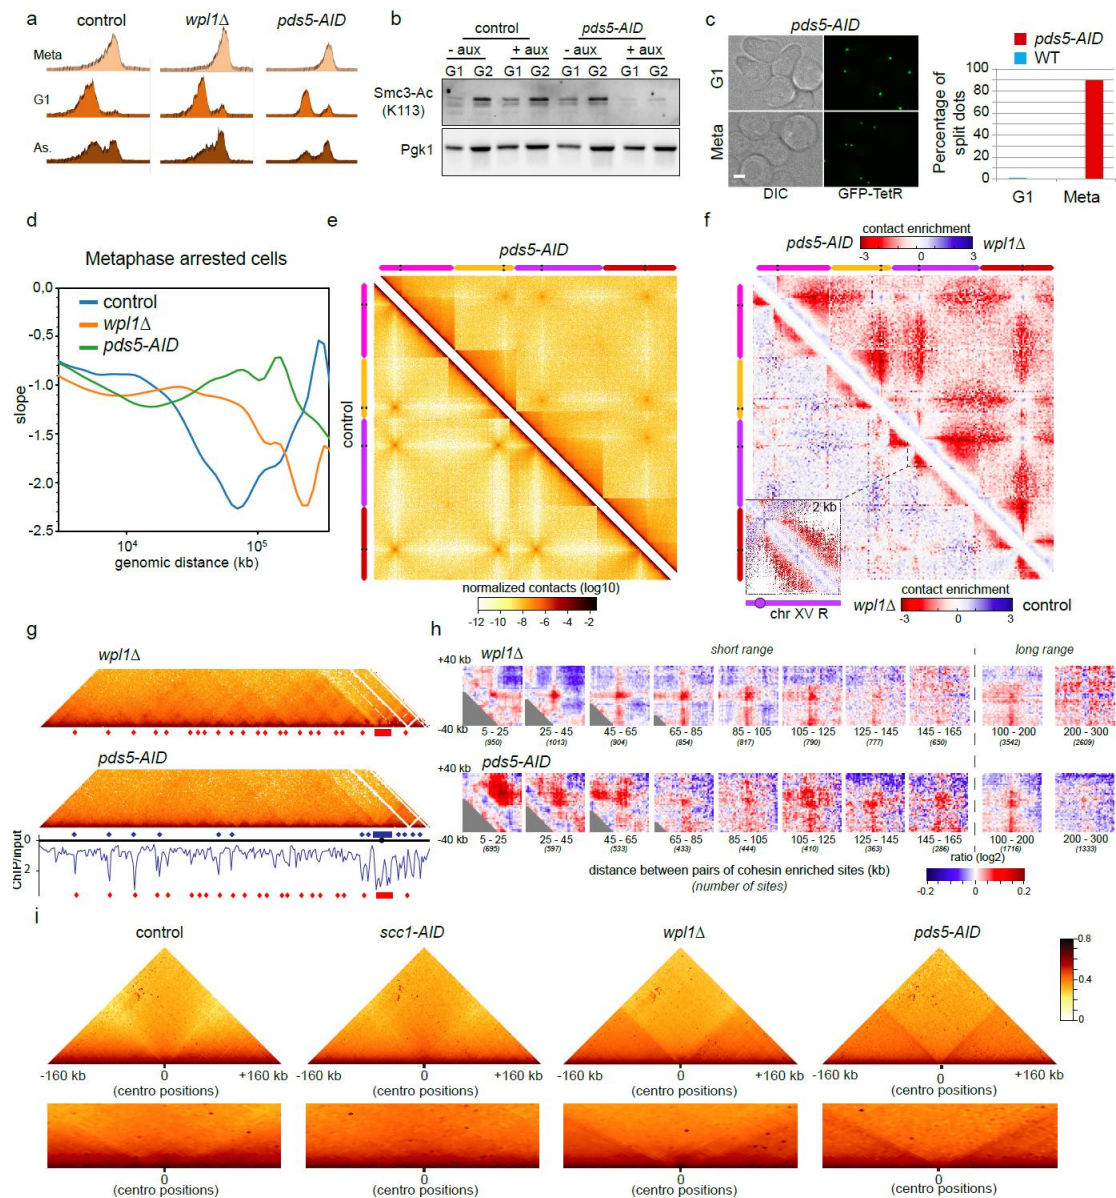 a
control
wpl1Δ
pds5-AID
Meta
G1
As.
b
control
pds5-AID
- aux
+ aux
- aux
+ aux
G1 G2 G1 G2 G1 G2 G1 G2
Smc3-Ac
(K113)
Pgk1
c
pds5-AID
G1
Meta
DIC
GFP-TetR
pds5-AID
WT
Percentage of
split dots
100
80
60
40
20
0
G1
Meta
d
Metaphase arrested cells
control
wpl1Δ
pds5-AID
slope
0,0
-0,5
-1.0
-1.5
-2.0
-2.5
10⁴
10⁵
genomic distance (kb)
e
pds5-AID
control
normalized contacts (log10)
-12 -10 -8 -6 -4 -2
f
pds5-AID
contact enrichment
-3 0 3
wpl1Δ
2 kb
chr XV R
wpl1Δ
contact enrichment
-3 0 3
control
g
wpl1Δ
pds5-AID
ChIP/input
0
2
h
wpl1Δ
short range
long range
+40 kb
-40 kb
5 - 25
25 - 45
45 - 65
65 - 85
85 - 105
105 - 125
125 - 145
145 - 165
100 - 200
200 - 300
(950)
(1013)
(904)
(854)
(817)
(790)
(777)
(650)
(3542)
(2609)
pds5-AID
+40 kb
-40 kb
5 - 25
25 - 45
45 - 65
65 - 85
85 - 105
105 - 125
125 - 145
145 - 165
100 - 200
200 - 300
(695)
(597)
(533)
(433)
(444)
(410)
(363)
(286)
(1716)
(1333)
distance between pairs of cohesin enriched sites (kb)
(number of sites)
ratio (log2)
-0.2 0 0.2
i
control
scc1-AID
wpl1Δ
pds5-AID
0.8
0.4
0
-160 kb 0 +160 kb
(centro positions)
-160 kb 0 +160 kb
(centro positions)
-160 kb 0 +160 kb
(centro positions)
-160 kb 0 +160 kb
(centro positions)
0
(centro positions)
0
(centro positions)
0
(centro positions)
0
(centro positions)